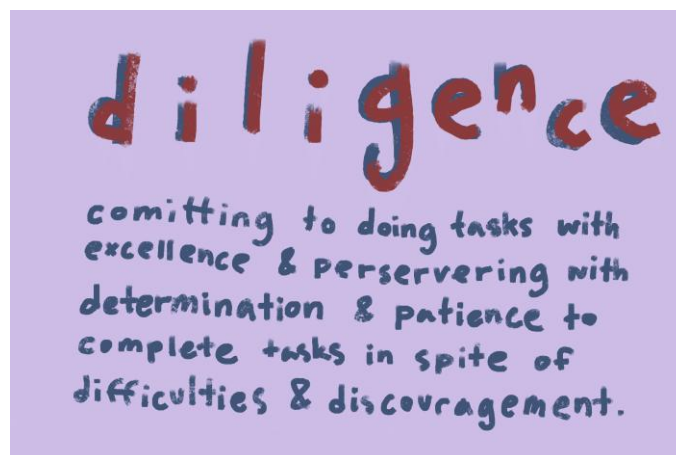 diligence
comitting to doing tasks with
excellence & perservering with
determination & patience to
complete tasks in spite of
difficulties & discouragement.